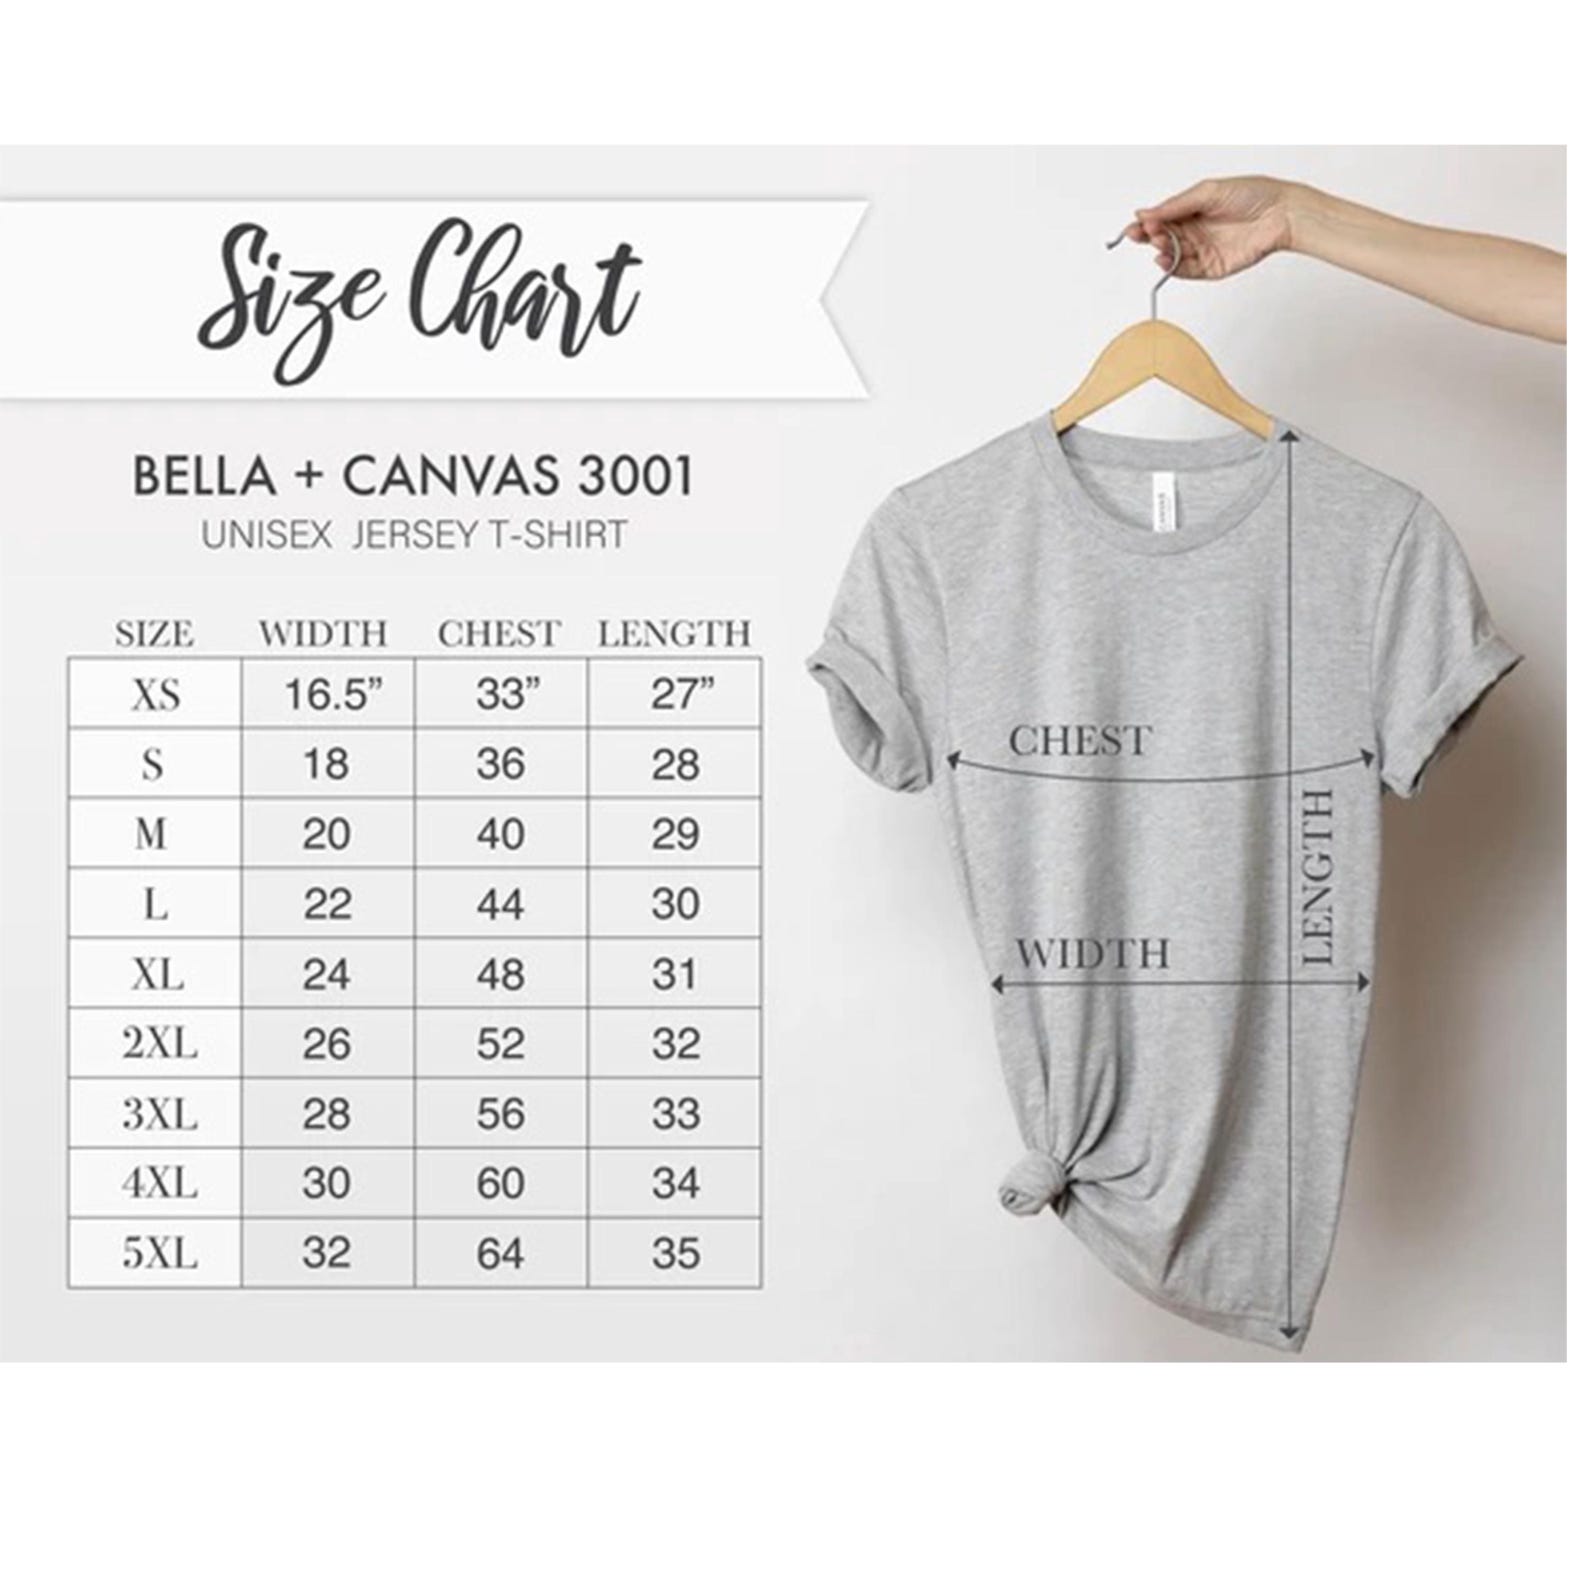 Size Chart
BELLA + CANVAS 3001
UNISEX JERSEY T-SHIRT
SIZE WIDTH CHEST LENGTH
XS 16.5” 33” 27”
S 18 36 28
M 20 40 29
L 22 44 30
XL 24 48 31
2XL 26 52 32
3XL 28 56 33
4XL 30 60 34
5XL 32 64 35
CANVAS
CHEST
LENGTH
WIDTH